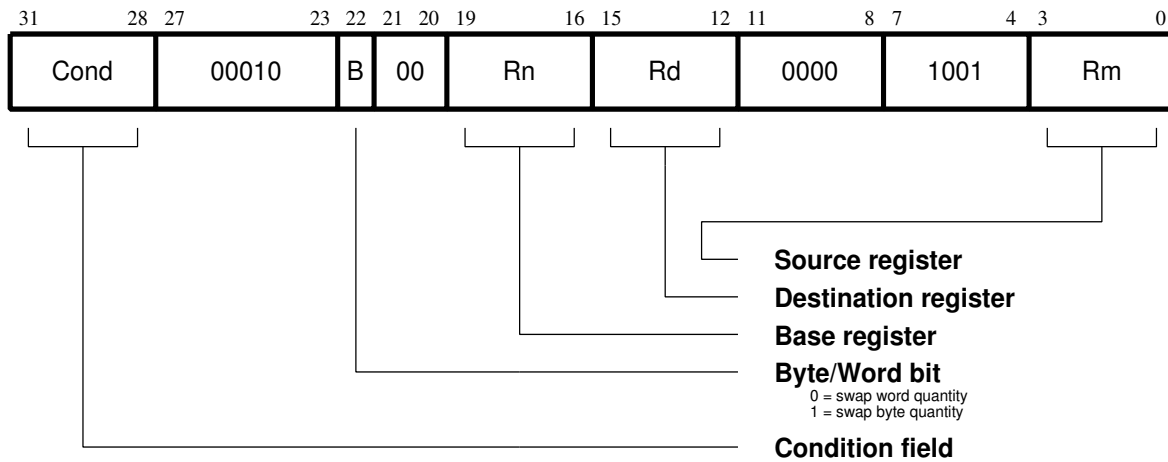 31 28 27 23 22 21 20 19 16 15 12 11 8 7 4 3 0
Cond 00010 B 00 Rn Rd 0000 1001 Rm
Source register
Destination register
Base register
Byte/Word bit
0 = swap word quantity
1 = swap byte quantity
Condition field